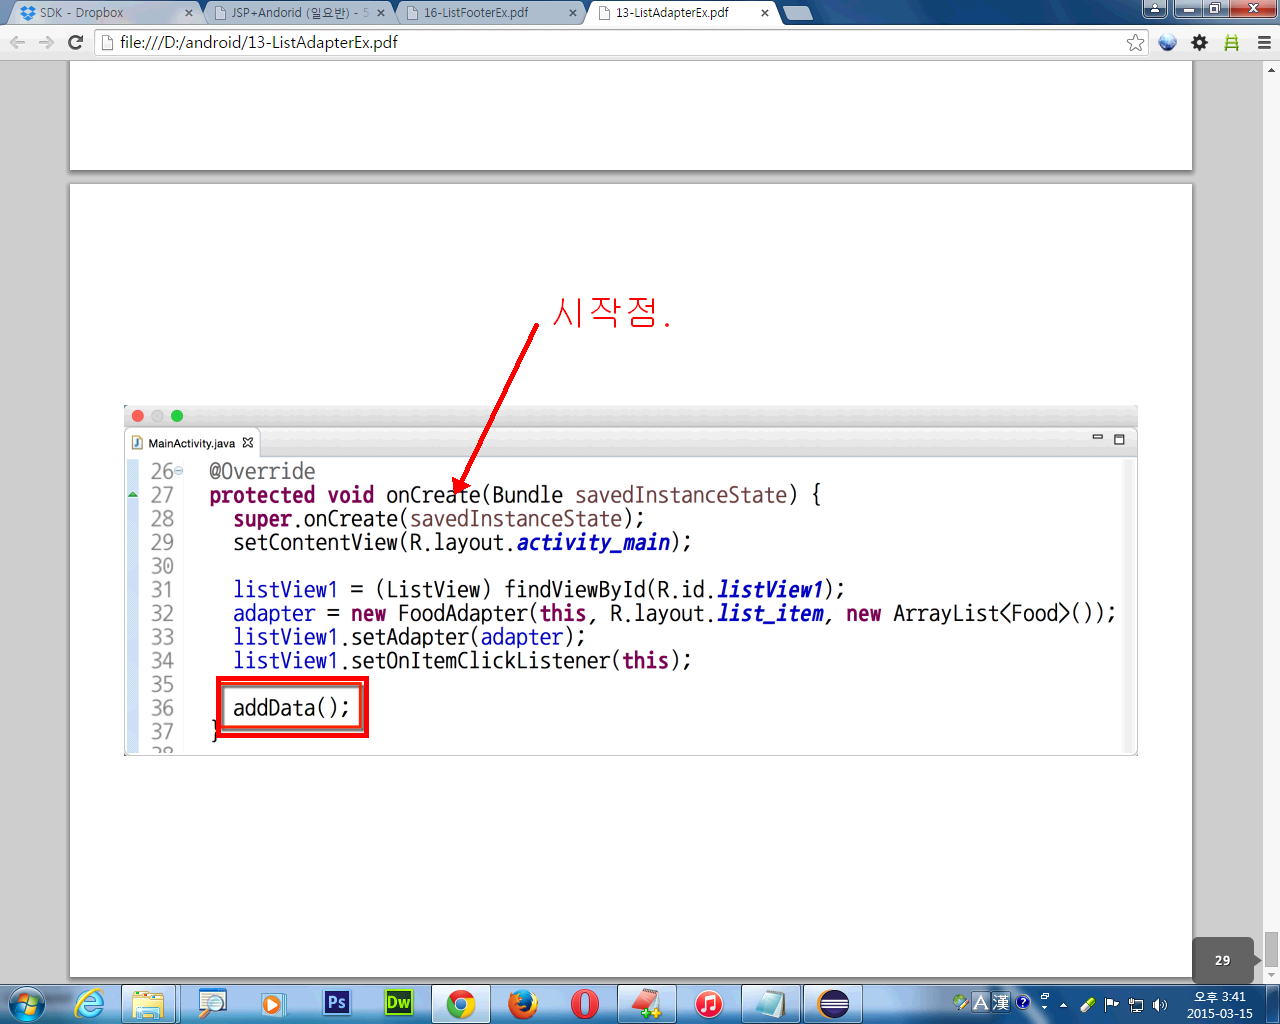 SDK - Dropbox
JSP+Andorid (일요반) - 5
16-ListFooterEx.pdf
13-ListAdapterEx.pdf
file:///D:/android/13-ListAdapterEx.pdf
시작점.
MainActivity.java
26 @Override
27 protected void onCreate(Bundle savedInstanceState) {
28 super.onCreate(savedInstanceState);
29 setContentView(R.layout.activity_main);
30
31 listView1 = (ListView) findViewById(R.id.listView1);
32 adapter = new FoodAdapter(this, R.layout.list_item, new ArrayList<Food>());
33 listView1.setAdapter(adapter);
34 listView1.setOnItemClickListener(this);
35
36 addData();
37 }
38
29
Ps
Dw
A 漢
오후 3:41
2015-03-15